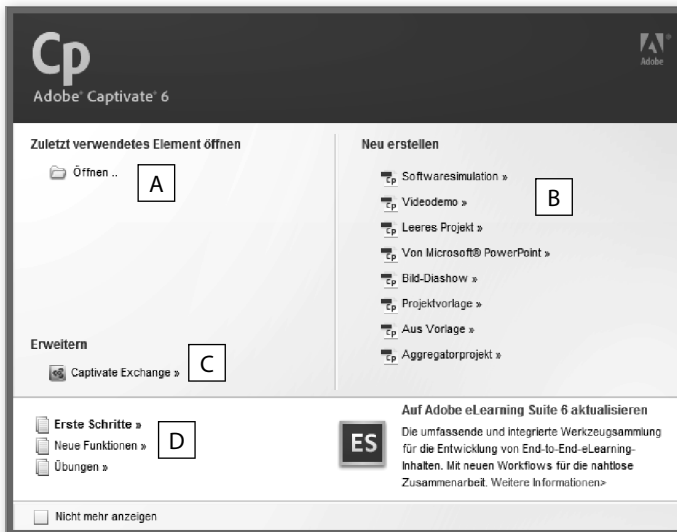 Cp
Adobe® Captivate® 6
Adobe®
Zuletzt verwendetes Element öffnen
Öffnen ..
A
Neu erstellen
Softwaresimulation »
Videodemo »
Leeres Projekt »
Von Microsoft® PowerPoint »
Bild-Diashow »
Projektvorlage »
Aus Vorlage »
Aggregatorprojekt »
B
Erweitern
Captivate Exchange »
C
Erste Schritte »
Neue Funktionen »
Übungen »
D
ES
Auf Adobe eLearning Suite 6 aktualisieren
Die umfassende und integrierte Werkzeugsammlung
für die Entwicklung von End-to-End-eLearning-
Inhalten. Mit neuen Workflows für die nahtlose
Zusammenarbeit. Weitere Informationen>
Nicht mehr anzeigen